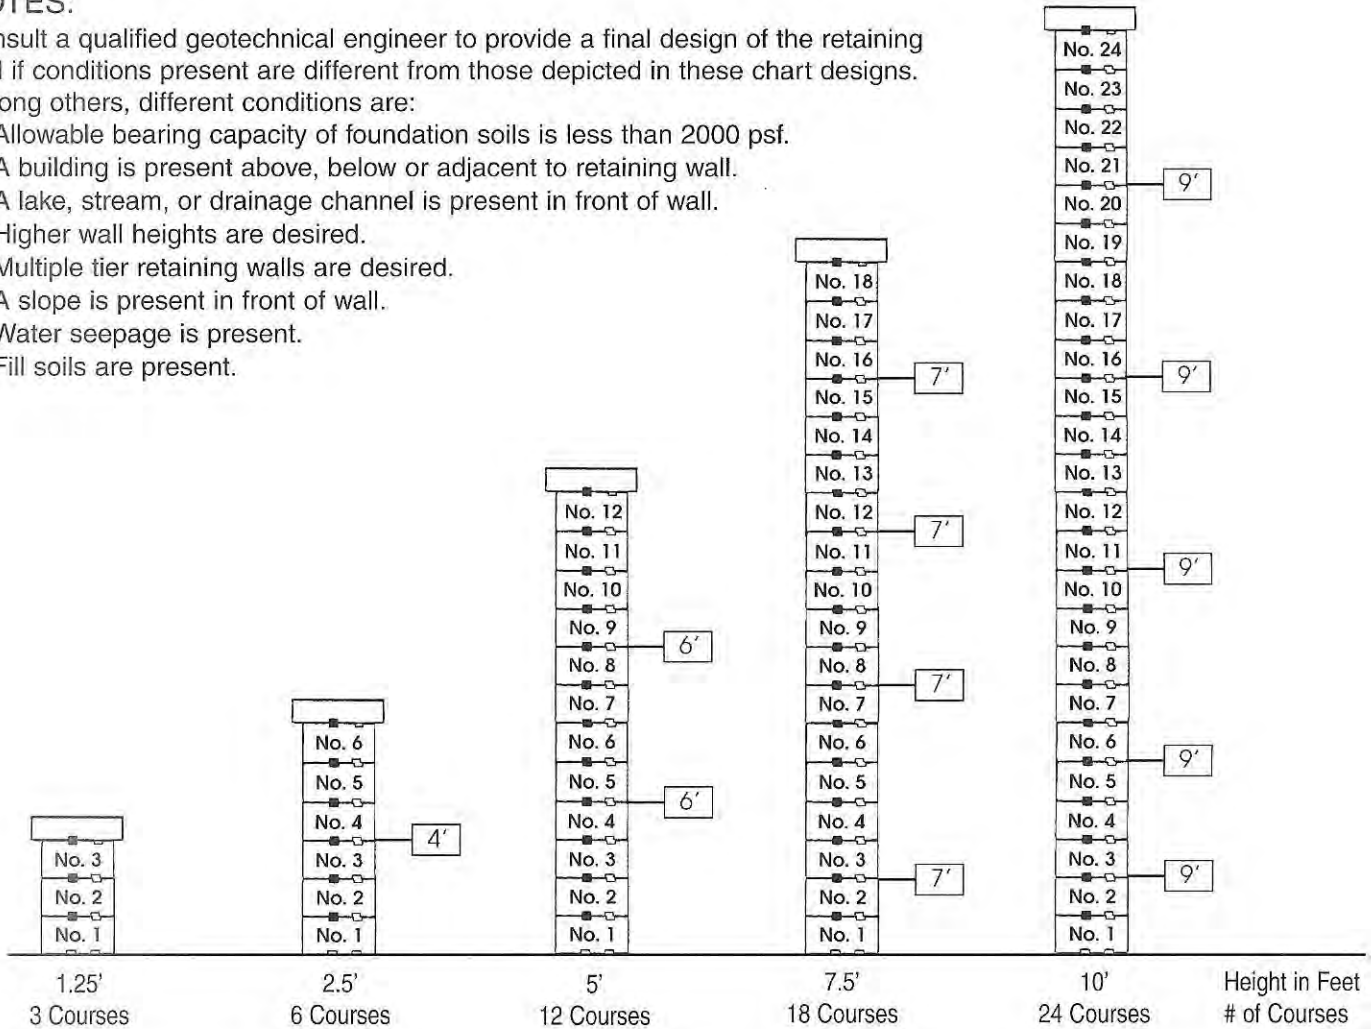 OTES:
nsult a qualified geotechnical engineer to provide a final design of the retaining
l if conditions present are different from those depicted in these chart designs.
ong others, different conditions are:
Allowable bearing capacity of foundation soils is less than 2000 psf.
A building is present above, below or adjacent to retaining wall.
A lake, stream, or drainage channel is present in front of wall.
Higher wall heights are desired.
Multiple tier retaining walls are desired.
A slope is present in front of wall.
Water seepage is present.
Fill soils are present.
No. 3
No. 2
No. 1
1.25'
3 Courses
No. 6
No. 5
No. 4
4'
No. 3
No. 2
No. 1
2.5'
6 Courses
No. 12
No. 11
No. 10
No. 9
6'
No. 8
No. 7
No. 6
No. 5
6'
No. 4
No. 3
No. 2
No. 1
5'
12 Courses
No. 18
No. 17
No. 16
7'
No. 15
No. 14
No. 13
No. 12
7'
No. 11
No. 10
No. 9
No. 8
7'
No. 7
No. 6
No. 5
No. 4
No. 3
7'
No. 2
No. 1
7.5'
18 Courses
No. 24
No. 23
No. 22
No. 21
9'
No. 20
No. 19
No. 18
No. 17
No. 16
9'
No. 15
No. 14
No. 13
No. 12
No. 11
9'
No. 10
No. 9
No. 8
No. 7
No. 6
9'
No. 5
No. 4
No. 3
9'
No. 2
No. 1
10'
24 Courses
Height in Feet
# of Courses